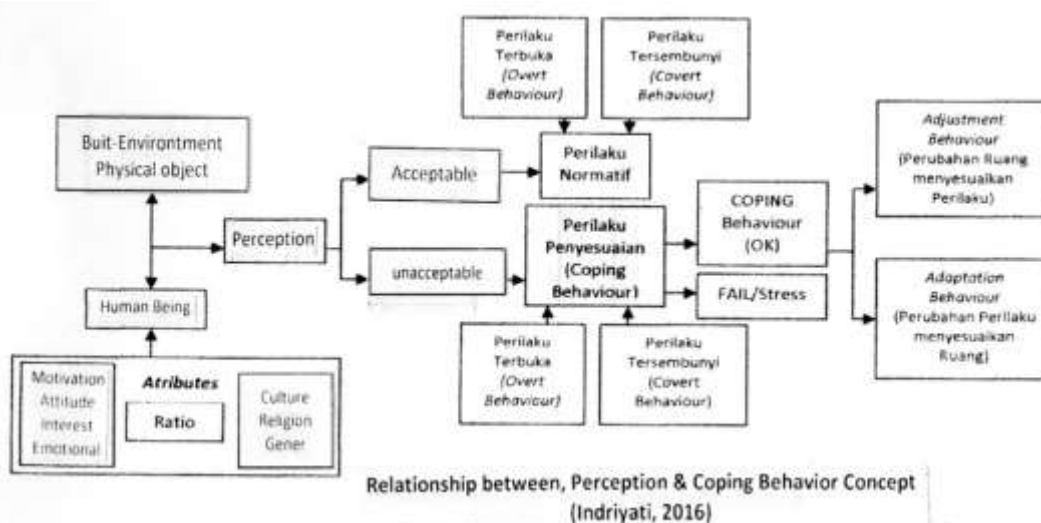 Perilaku
Terbuka
(Overt
Behaviour)
Perilaku
Tersembunyi
(Covert
Behaviour)
Buit-Environtment
Physical object
Acceptable
Perilaku
Normatif
Adjustment
Behaviour
(Perubahan Ruang
menyesuaikan
Perilaku)
Perception
unacceptable
Perilaku
Penyesuaian
(Coping
Behaviour)
COPING
Behaviour
(OK)
FAIL/Stress
Adaptation
Behaviour
(Perubahan Perilaku
menyesuaikan
Ruang)
Human Being
Perilaku
Terbuka
(Overt
Behaviour)
Perilaku
Tersembunyi
(Covert
Behaviour)
Motivation
Attitude
Interest
Emotional
Atributes
Ratio
Culture
Religion
Gener
Relationship between, Perception & Coping Behavior Concept
(Indriyati, 2016)